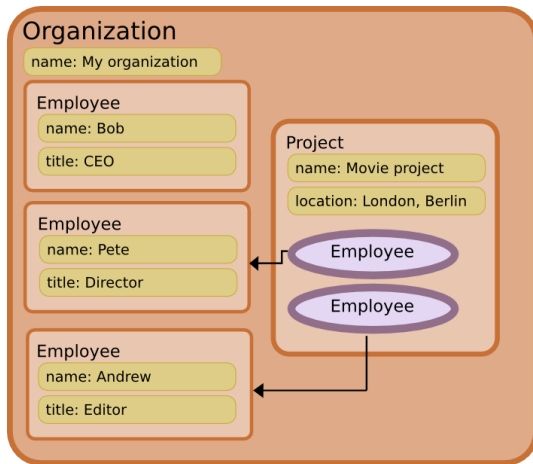 Organization
name: My organization
Employee
name: Bob
title: CEO
Employee
name: Pete
title: Director
Employee
name: Andrew
title: Editor
Project
name: Movie project
location: London, Berlin
Employee
Employee